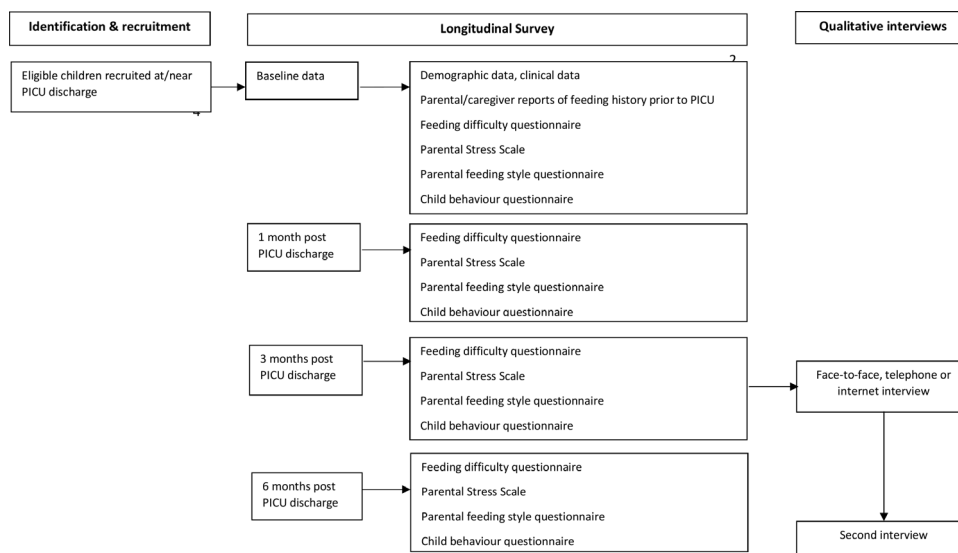 Identification & recruitment
Longitudinal Survey
Qualitative interviews
Eligible children recruited at/near
PICU discharge
Baseline data
Demographic data, clinical data
Parental/caregiver reports of feeding history prior to PICU
Feeding difficulty questionnaire
Parental Stress Scale
Parental feeding style questionnaire
Child behaviour questionnaire
1 month post
PICU discharge
Feeding difficulty questionnaire
Parental Stress Scale
Parental feeding style questionnaire
Child behaviour questionnaire
3 months post
PICU discharge
Feeding difficulty questionnaire
Parental Stress Scale
Parental feeding style questionnaire
Child behaviour questionnaire
Face-to-face, telephone or
internet interview
6 months post
PICU discharge
Feeding difficulty questionnaire
Parental Stress Scale
Parental feeding style questionnaire
Child behaviour questionnaire
Second interview